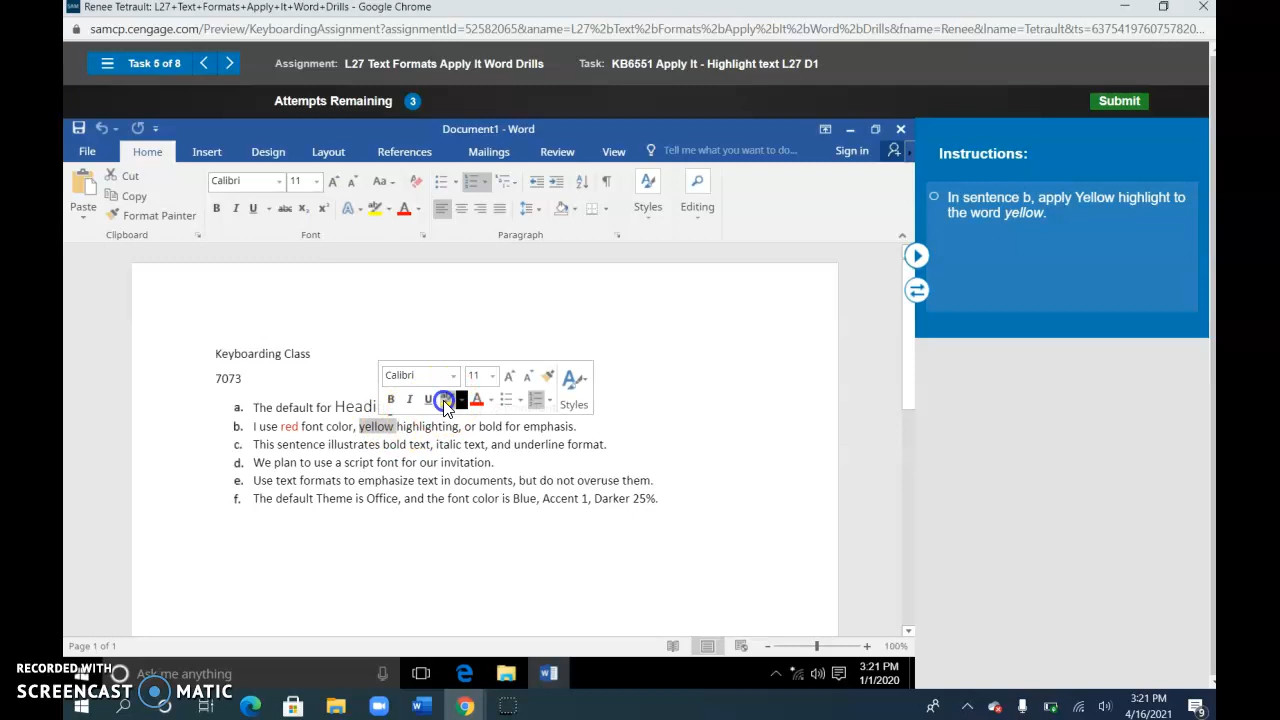 Renee Tetrault: L27+Text+Formats+Apply+It+Word+Drills - Google Chrome
samcp.cengage.com/Preview/KeyboardingAssignment?assignmentId=52582065&aname=L27%2bText%2bFormats%2bApply%2bIt%2bWord%2bDrills&fname=Renee&lname=Tetrault&ts=6375419760757820...
Task 5 of 8 Assignment: L27 Text Formats Apply It Word Drills Task: KB6551 Apply It - Highlight text L27 D1
Attempts Remaining 3 Submit
Document1 - Word
File Home Insert Design Layout References Mailings Review View Tell me what you want to do... Sign in
Instructions:
In sentence b, apply Yellow highlight to
the word yellow.
Paste Cut Copy Format Painter
Calibri 11 Aa
B I U abc X₂ X² A ab A
Styles Editing
Clipboard Font Paragraph
Keyboarding Class
7073
Calibri 11
B I U A Styles
a. The default for Headi
b. I use red font color, yellow highlighting, or bold for emphasis.
c. This sentence illustrates bold text, italic text, and underline format.
d. We plan to use a script font for our invitation.
e. Use text formats to emphasize text in documents, but do not overuse them.
f. The default Theme is Office, and the font color is Blue, Accent 1, Darker 25%.
Page 1 of 1 100%
Ask me anything 3:21 PM
1/1/2020
RECORDED WITH
SCREENCAST MATIC
3:21 PM
4/16/2021
9